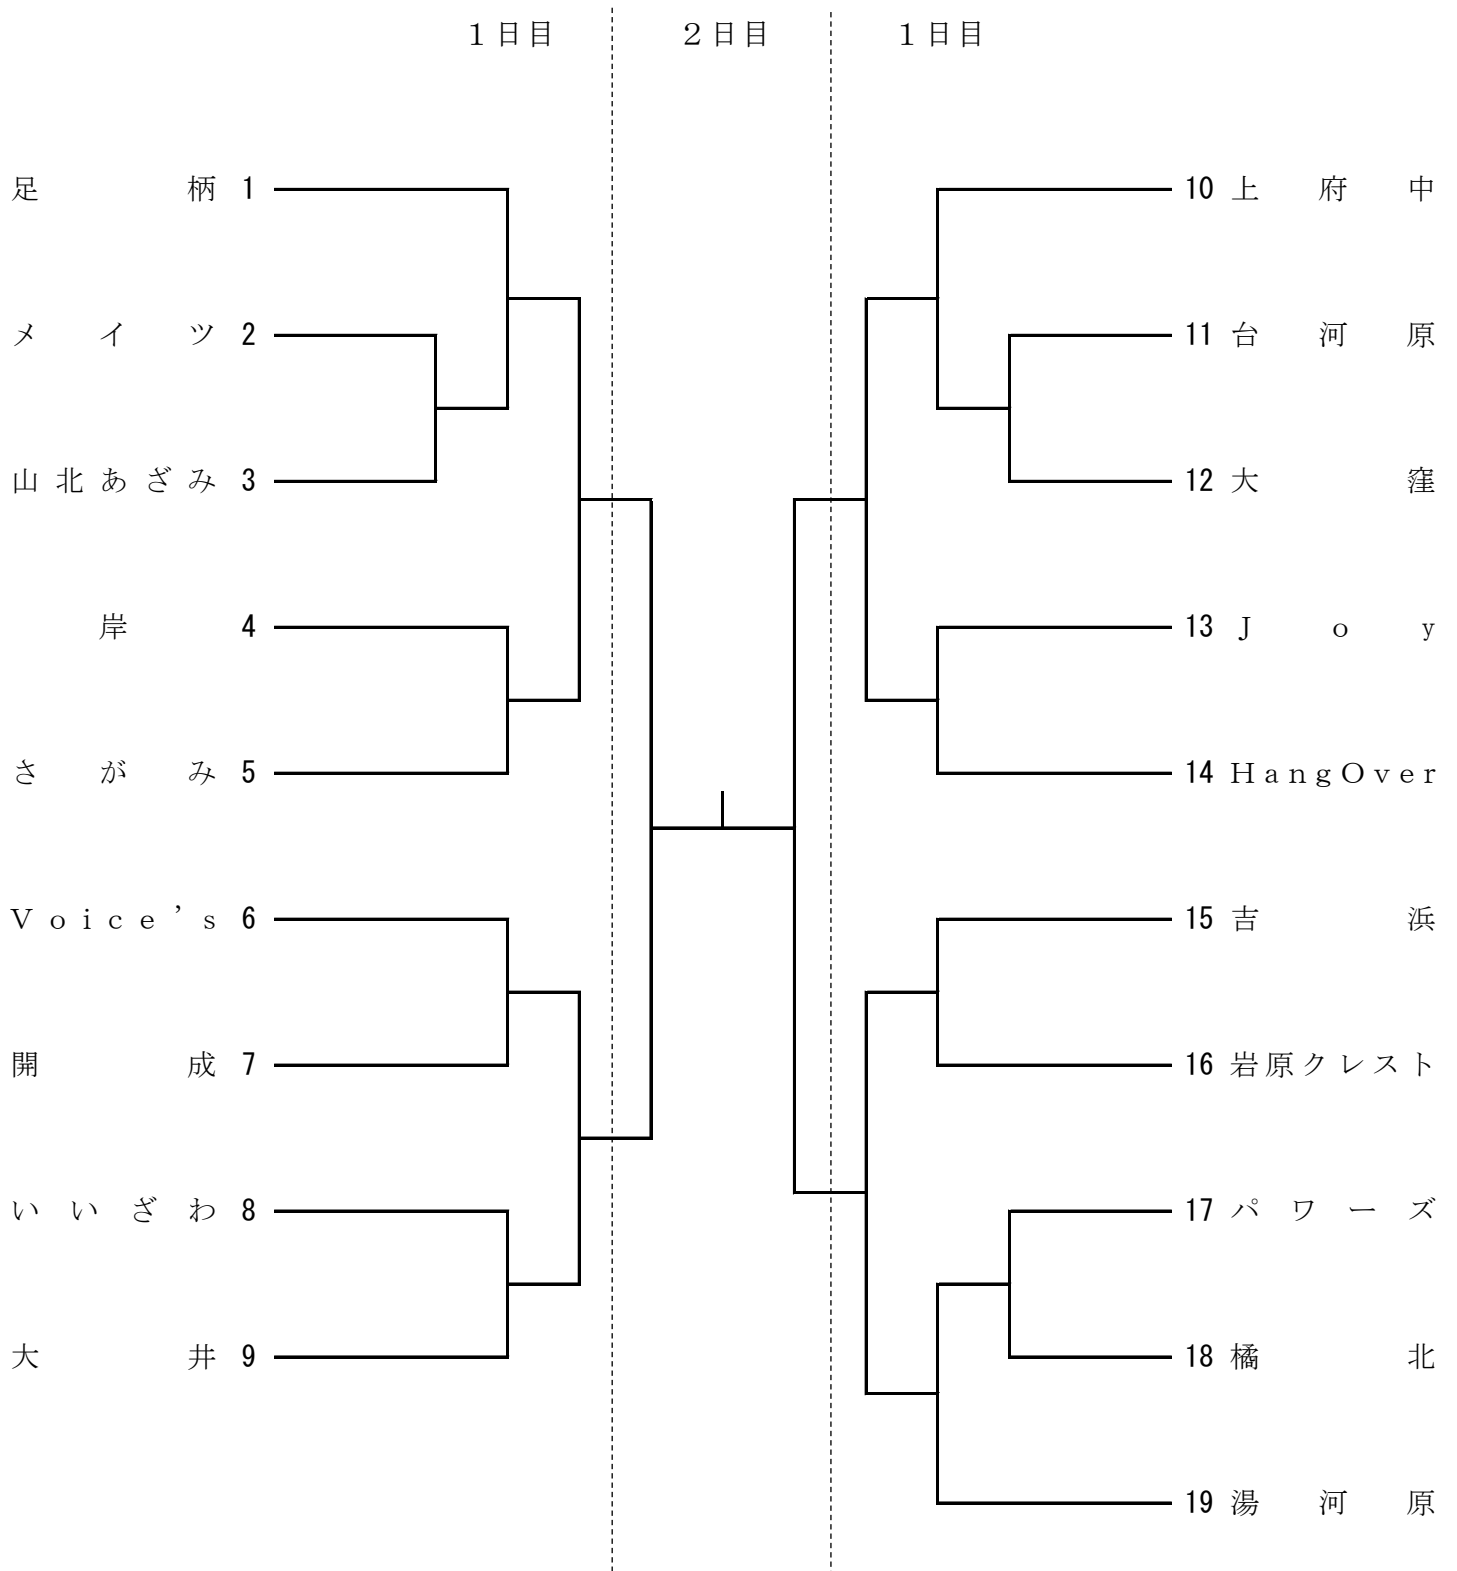 １日目 ２日目 １日目
足柄 1 10 上府中
メイツ 2 11 台河原
山北あざみ 3 12 大窪
岸 4 13 Ｊｏｙ
さがみ 5 14 HangOver
Ｖｏｉｃｅ’ｓ 6 15 吉浜
開成 7 16 岩原クレスト
いいざわ 8 17 パワーズ
大井 9 18 橘北
19 湯河原